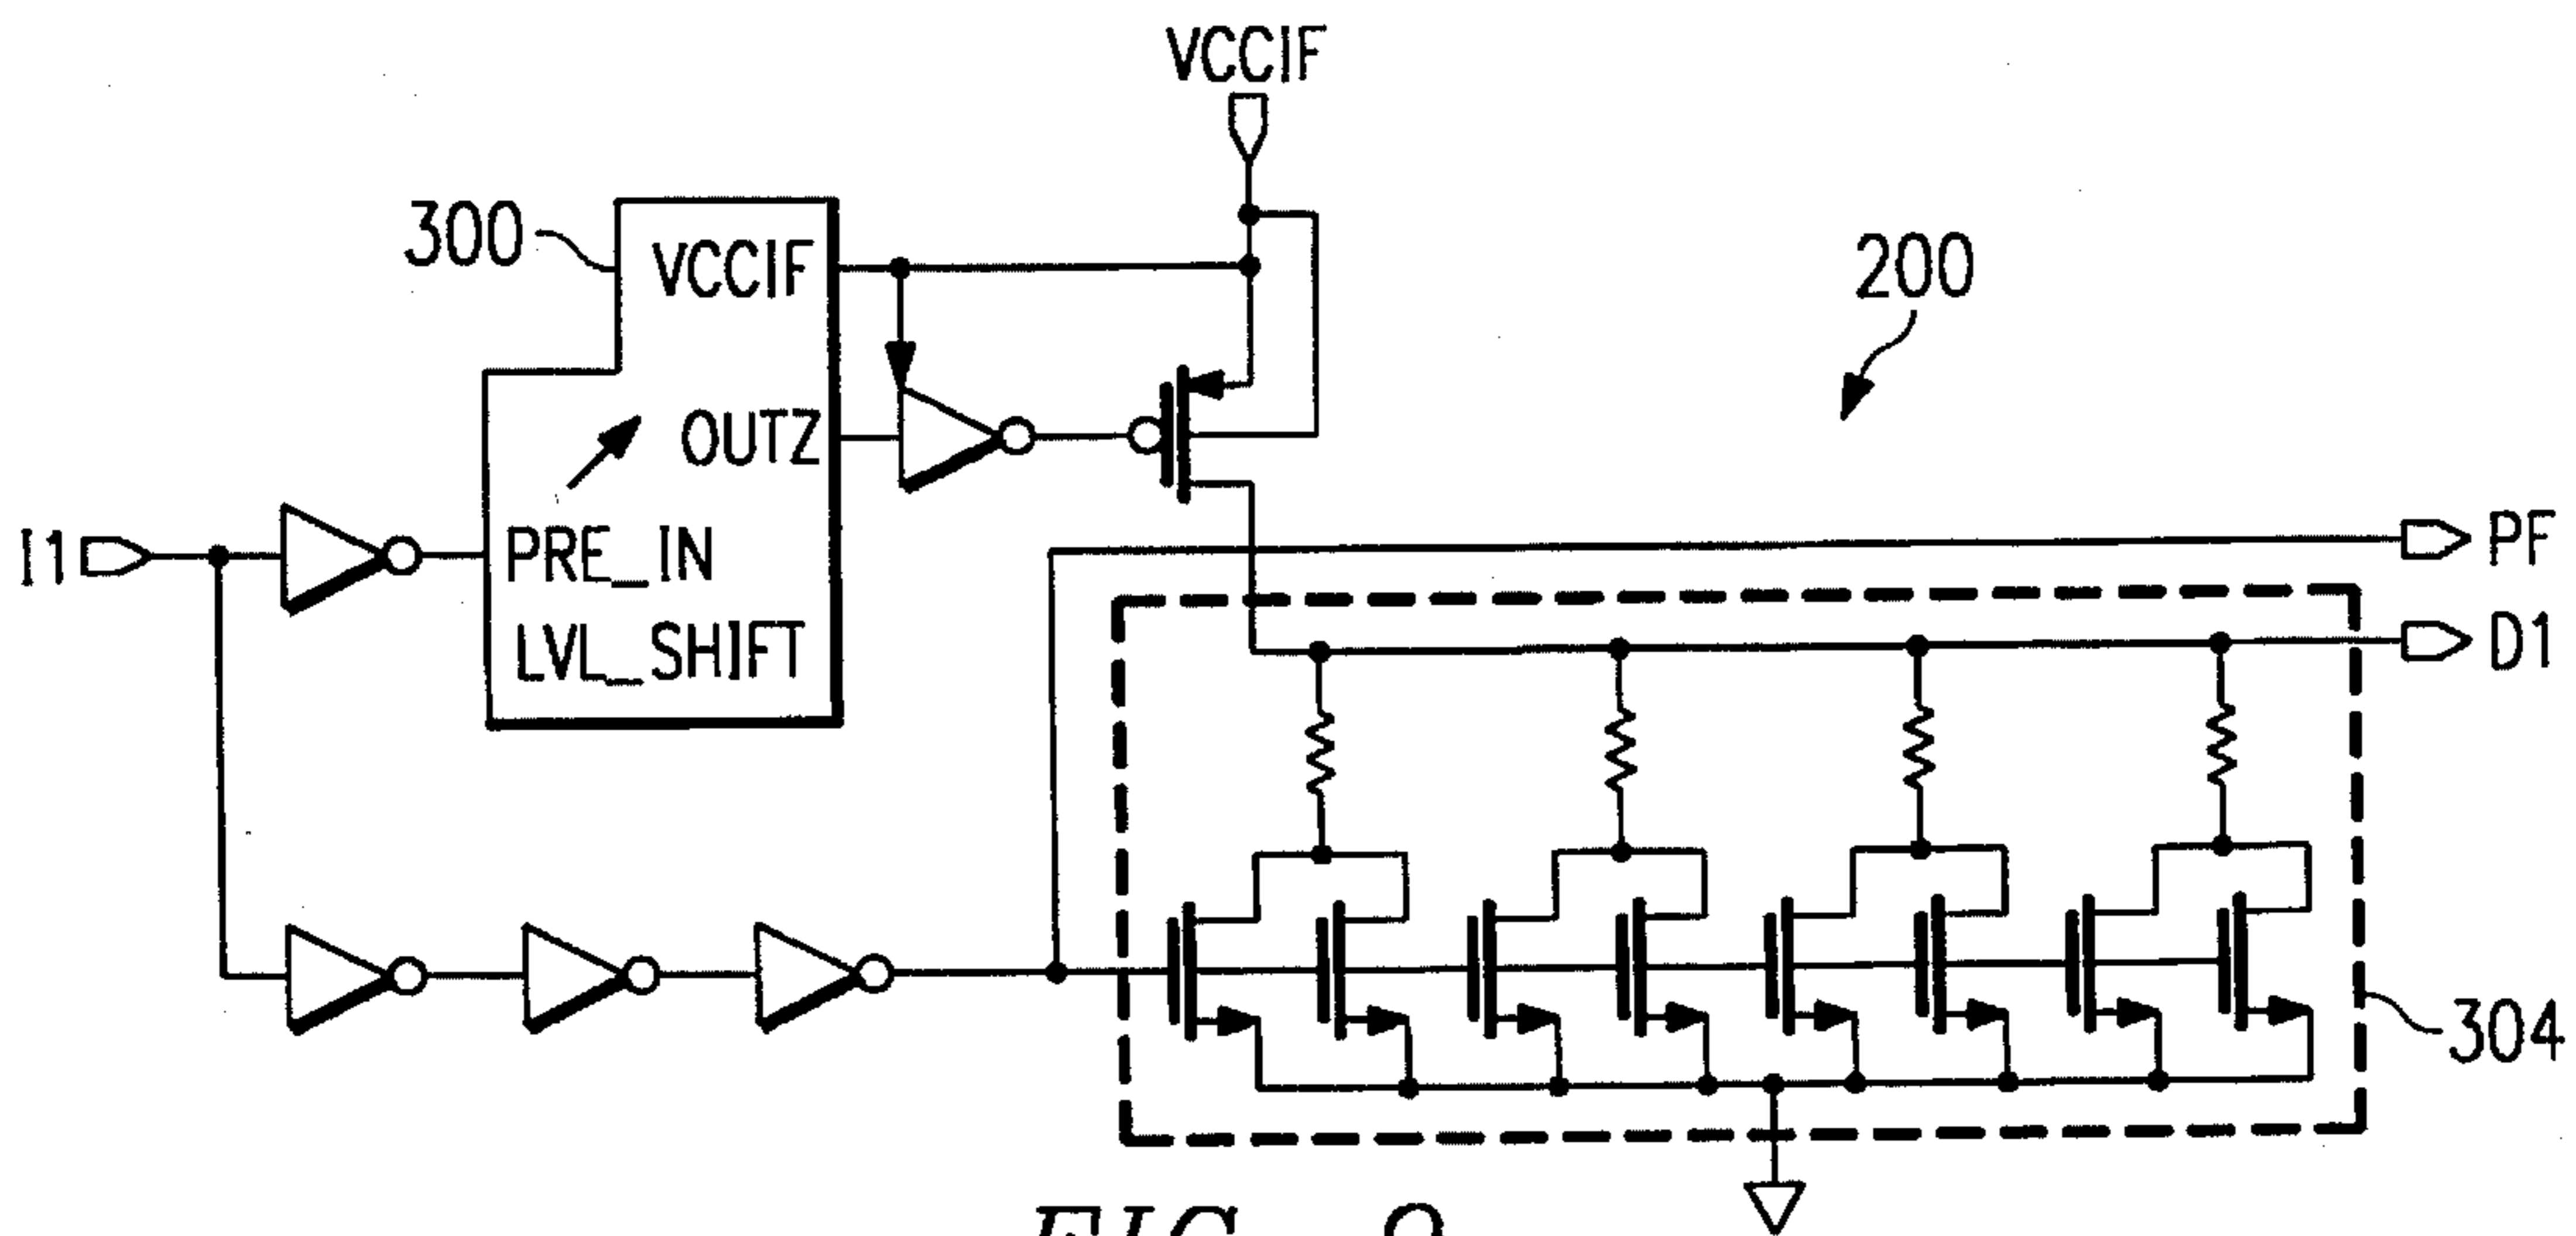 VCCIF
300
VCCIF
200
OUTZ
I1
PRE_IN
PF
LVL_SHIFT
D1
304